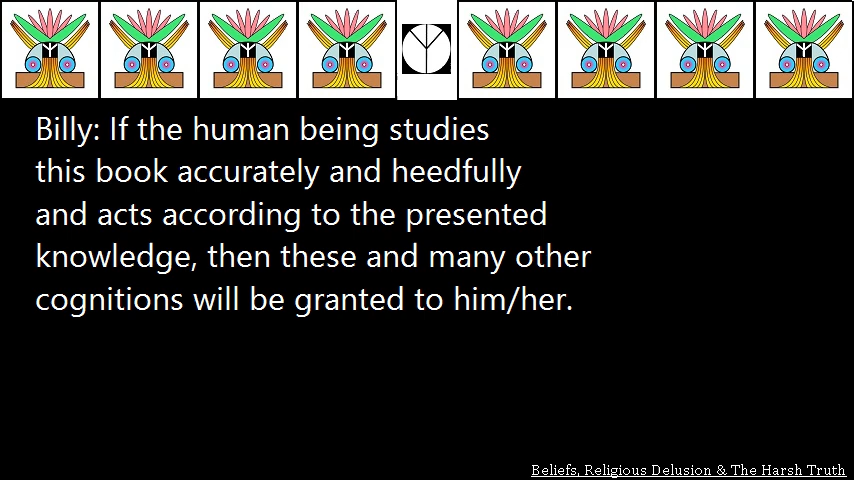 Billy: If the human being studies
this book accurately and heedfully
and acts according to the presented
knowledge, then these and many other
cognitions will be granted to him/her.
Beliefs, Religious Delusion & The Harsh Truth